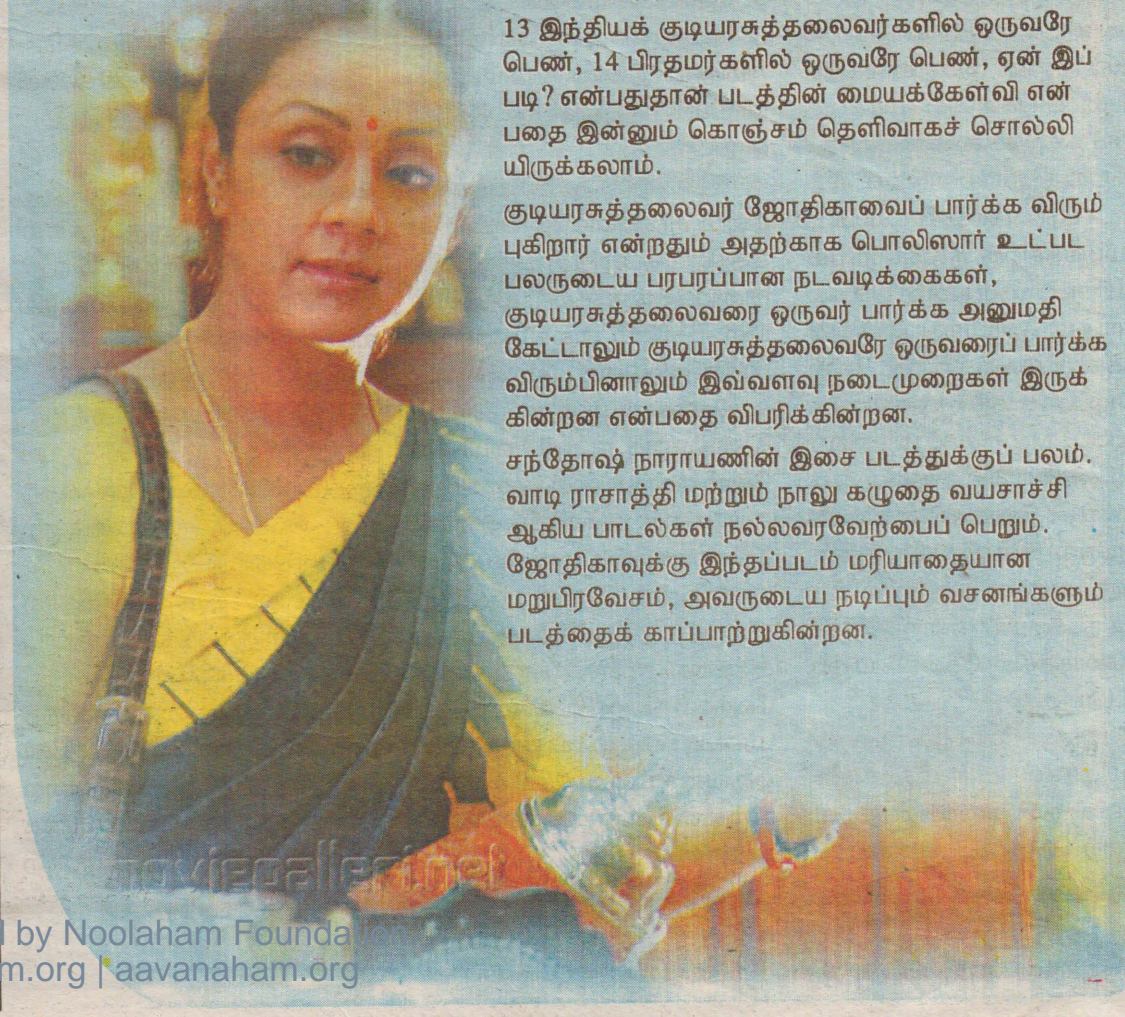 13 இந்தியக் குடியரசுத்தலைவர்களில் ஒருவரே
பெண், 14 பிரதமர்களில் ஒருவரே பெண், ஏன் இப்
படி? என்பதுதான் படத்தின் மையக்கேள்வி என்
பதை இன்னும் கொஞ்சம் தெளிவாகச் சொல்லி
யிருக்கலாம்.
குடியரசுத்தலைவர் ஜோதிகாவைப் பார்க்க விரும்
புகிறார் என்றதும் அதற்காக பொலிஸார் உட்பட
பலருடைய பரபரப்பான நடவடிக்கைகள்,
குடியரசுத்தலைவரை ஒருவர் பார்க்க அனுமதி
கேட்டாலும் குடியரசுத்தலைவரே ஒருவரைப் பார்க்க
விரும்பினாலும் இவ்வளவு நடைமுறைகள் இருக்
கின்றன என்பதை விபரிக்கின்றன.
சந்தோஷ் நாராயணின் இசை படத்துக்குப் பலம்.
வாடி ராசாத்தி மற்றும் நாலு கழுதை வயசாச்சி
ஆகிய பாடல்கள் நல்லவரவேற்பைப் பெறும்.
ஜோதிகாவுக்கு இந்தப்படம் மரியாதையான
மறுபிரவேசம், அவருடைய நடிப்பும் வசனங்களும்
படத்தைக் காப்பாற்றுகின்றன.
moviegalleri.net
by Noolaham Foundation
m.org | aavanaham.org